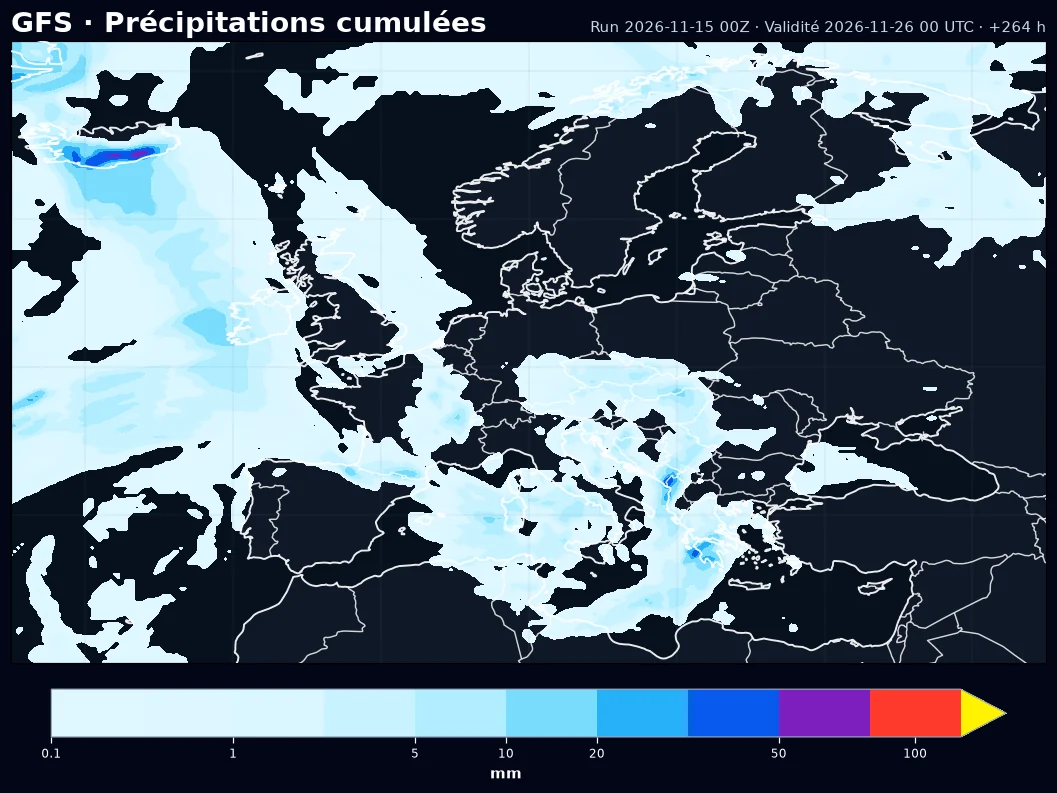 GFS · Précipitations cumulées
Run 2026-11-15 00Z · Validité 2026-11-26 00 UTC · +264 h
0.1 1 5 10 20 50 100
mm